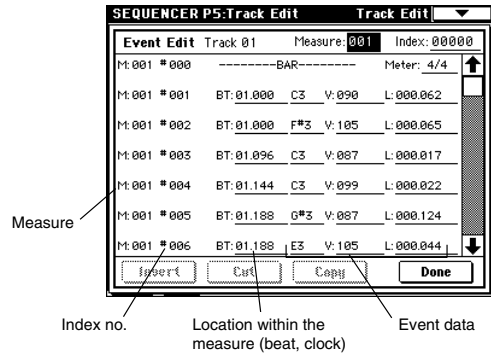 SEQUENCER P5:Track Edit Track Edit
Event Edit Track 01 Measure: 001 Index: 00000
M: 001 #000 --------BAR-------- Meter: 4/4
M: 001 #001 BT: 01.000 C3 V: 090 L: 000.062
M: 001 #002 BT: 01.000 F#3 V: 105 L: 000.065
M: 001 #003 BT: 01.096 C3 V: 087 L: 000.017
M: 001 #004 BT: 01.144 C3 V: 099 L: 000.022
M: 001 #005 BT: 01.188 G#3 V: 087 L: 000.124
M: 001 #006 BT: 01.188 E3 V: 105 L: 000.044
Insert Cut Copy Done
Measure
Index no.
Location within the
measure (beat, clock)
Event data